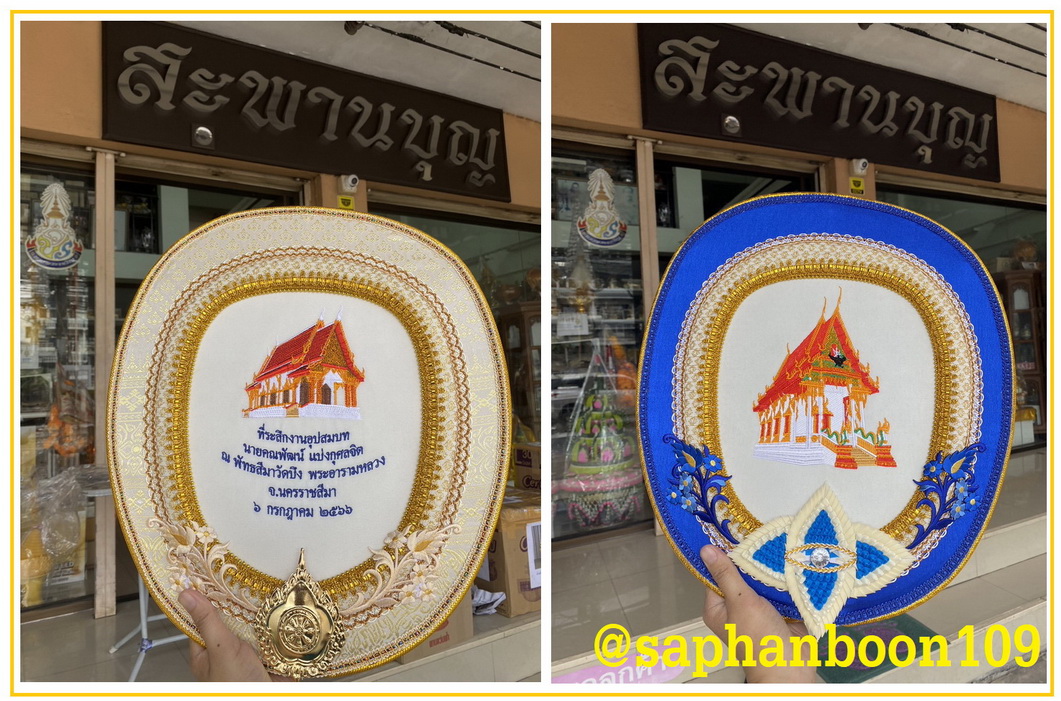 สะพานบุญ
ที่ระลึกงานอุปสมบท
นายคณพัฒน์ แบ่งกุศลจิต
ณ พัทธสีมาวัดบึง พระอารามหลวง
จ.นครราชสีมา
๖ กรกฎาคม ๒๕๖๖
สะพานบุญ
@saphanboon109